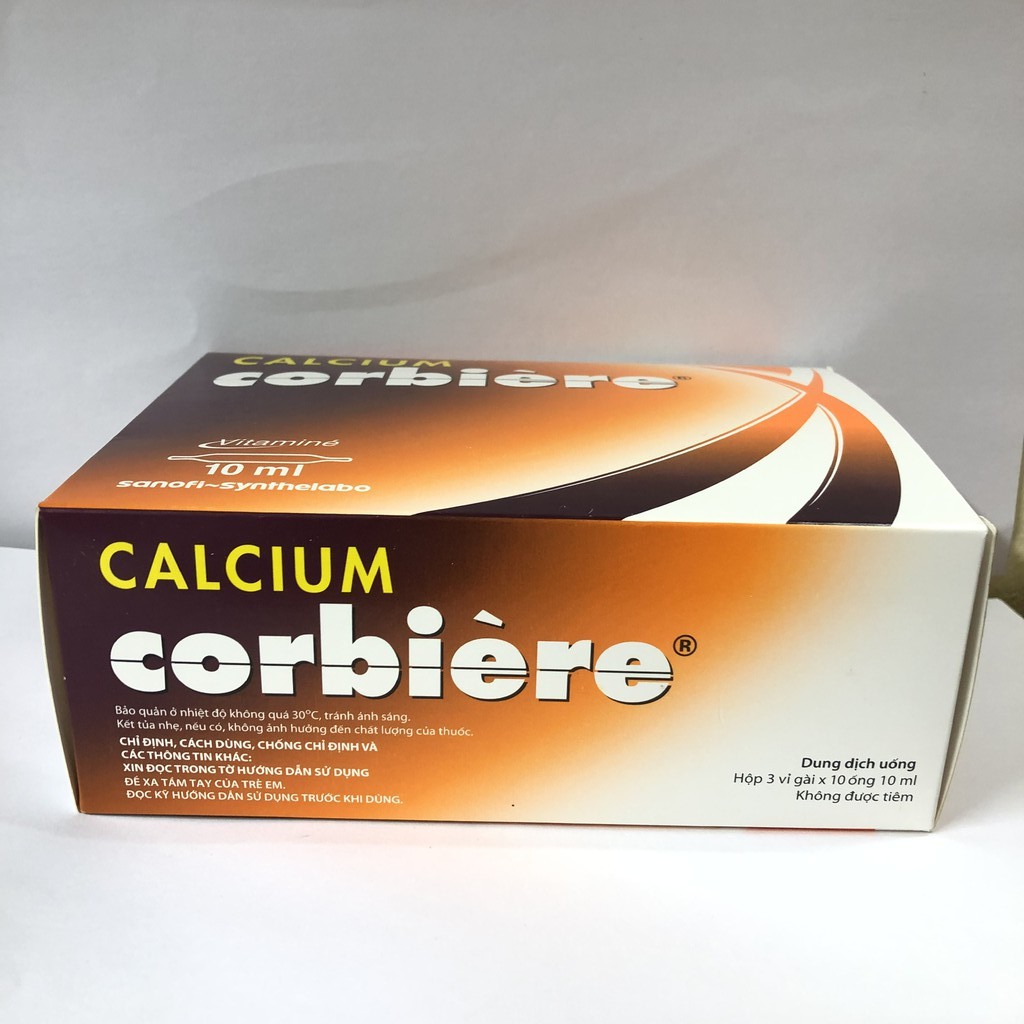 CALCIUM
corbière®
Vitaminé
10 ml
sanofi~synthelabo
CALCIUM
corbière®
Bảo quản ở nhiệt độ không quá 30°C, tránh ánh sáng.
Kết tủa nhẹ, nếu có, không ảnh hưởng đến chất lượng của thuốc.
CHỈ ĐỊNH, CÁCH DÙNG, CHỐNG CHỈ ĐỊNH VÀ
CÁC THÔNG TIN KHÁC:
XIN ĐỌC TRONG TỜ HƯỚNG DẪN SỬ DỤNG
ĐỂ XA TẦM TAY CỦA TRẺ EM.
ĐỌC KỸ HƯỚNG DẪN SỬ DỤNG TRƯỚC KHI DÙNG.
Dung dịch uống
Hộp 3 vỉ gài x 10 ống 10 ml
Không được tiêm